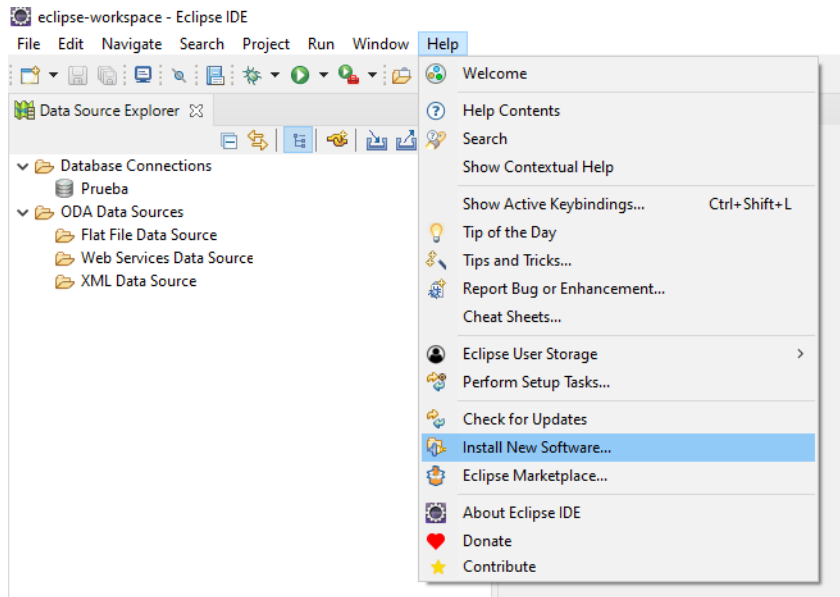 eclipse-workspace - Eclipse IDE
File Edit Navigate Search Project Run Window Help
Data Source Explorer
Database Connections
Prueba
ODA Data Sources
Flat File Data Source
Web Services Data Source
XML Data Source
Welcome
Help Contents
Search
Show Contextual Help
Show Active Keybindings... Ctrl+Shift+L
Tip of the Day
Tips and Tricks...
Report Bug or Enhancement...
Cheat Sheets...
Eclipse User Storage
Perform Setup Tasks...
Check for Updates
Install New Software...
Eclipse Marketplace...
About Eclipse IDE
Donate
Contribute